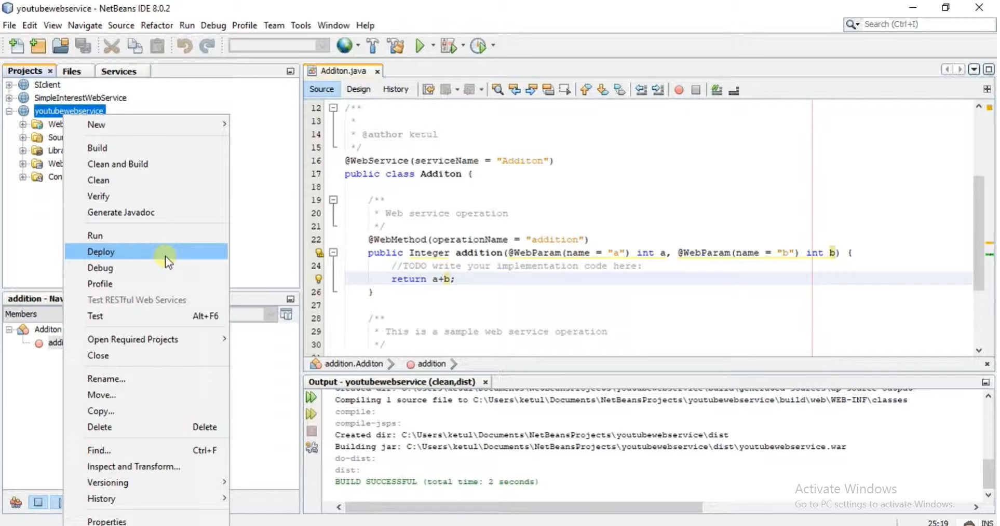 youtubewebservice - NetBeans IDE 8.0.2
File Edit View Navigate Source Refactor Run Debug Profile Team Tools Window Help
Search (Ctrl+I)
Projects Files Services
SIclient
SimpleInterestWebService
youtubewebservice
Web
Sour
Libra
Web
Con
New
Build
Clean and Build
Clean
Verify
Generate Javadoc
Run
Deploy
Debug
Profile
Test RESTful Web Services
Test Alt+F6
Open Required Projects
Close
Rename...
Move...
Copy...
Delete Delete
Find... Ctrl+F
Inspect and Transform...
Versioning
History
Properties
addition - Nav
Members
Additon
addi
Additon.java
Source Design History
12 /**
13 *
14 * @author ketul
15 */
16 @WebService(serviceName = "Additon")
17 public class Additon {
18
19 /**
20 * Web service operation
21 */
22 @WebMethod(operationName = "addition")
public Integer addition(@WebParam(name = "a") int a, @WebParam(name = "b") int b) {
24 //TODO write your implementation code here:
return a+b;
26 }
27
28 /**
29 * This is a sample web service operation
30 */
addition.Additon addition
Output - youtubewebservice (clean,dist)
Compiling 1 source file to C:\Users\ketul\Documents\NetBeansProjects\youtubewebservice\build\web\WEB-INF\classes
compile:
compile-jsps:
Created dir: C:\Users\ketul\Documents\NetBeansProjects\youtubewebservice\dist
Building jar: C:\Users\ketul\Documents\NetBeansProjects\youtubewebservice\dist\youtubewebservice.war
do-dist:
dist:
BUILD SUCCESSFUL (total time: 2 seconds)
Activate Windows
Go to PC settings to activate Windows.
25:19 INS